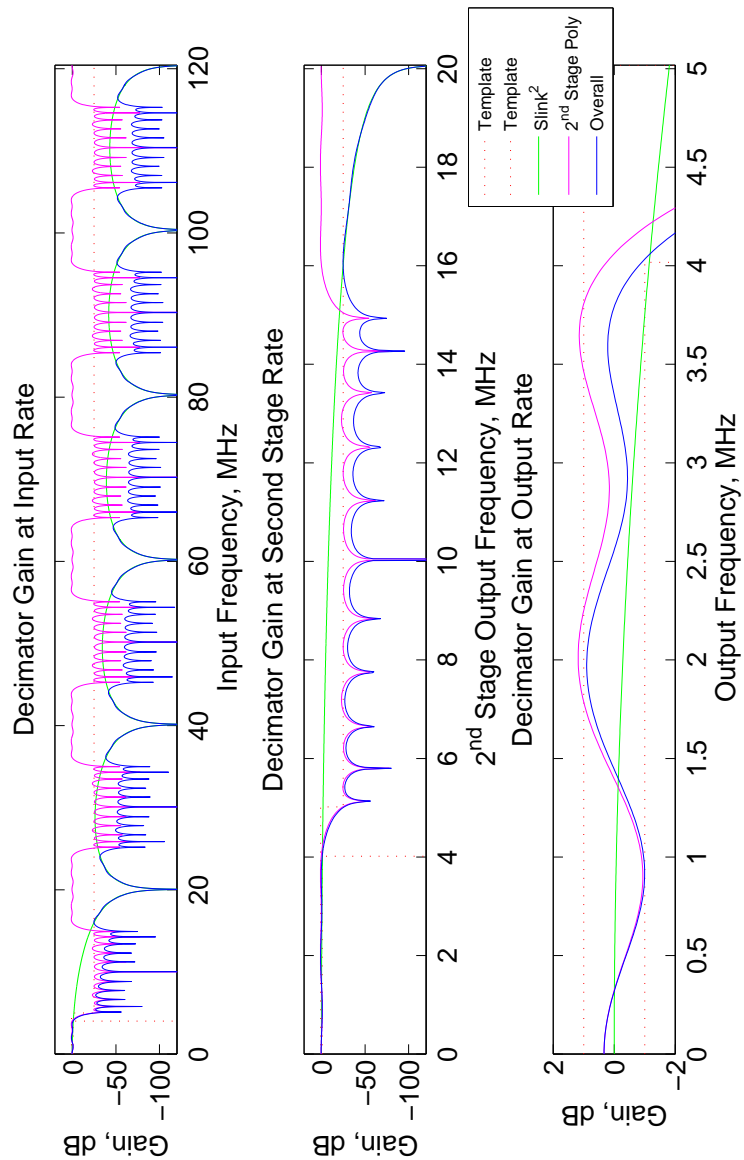 Decimator Gain at Input Rate
0
−50
−100
Gain, dB
0
20
40
60
80
100
120
Input Frequency, MHz
Decimator Gain at Second Stage Rate
0
−50
−100
Gain, dB
0
2
4
6
8
10
12
14
16
18
20
2nd Stage Output Frequency, MHz
Decimator Gain at Output Rate
2
0
−2
Gain, dB
0
0.5
1
1.5
2
2.5
3
3.5
4
4.5
5
Output Frequency, MHz
Template
Template
Slink2
2nd Stage Poly
Overall